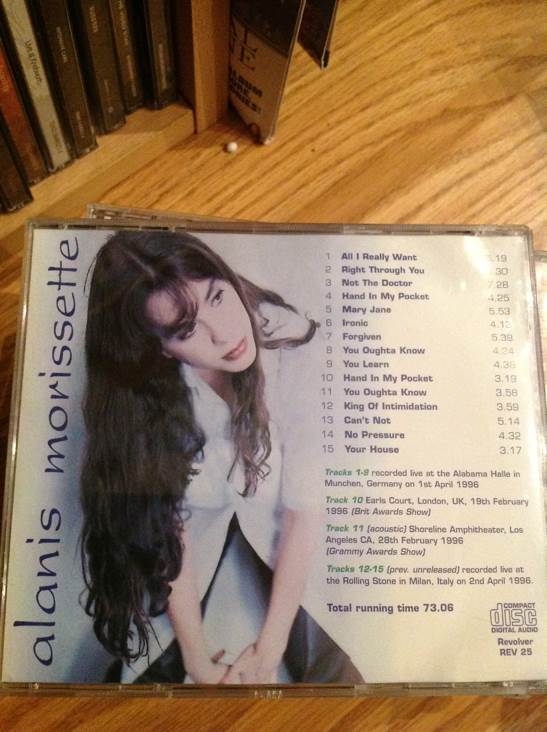 alanis morissette
1 All I Really Want .19
2 Right Through You .30
3 Not The Doctor 7.28
4 Hand In My Pocket 4.25
5 Mary Jane 5.53
6 Ironic 4.12
7 Forgiven 5.39
8 You Oughta Know 4.24
9 You Learn 4.38
10 Hand In My Pocket 3.19
11 You Oughta Know 3.56
12 King Of Intimidation 3.59
13 Can't Not 5.14
14 No Pressure 4.32
15 Your House 3.17
Tracks 1-9 recorded live at the Alabama Halle in
Munchen, Germany on 1st April 1996
Track 10 Earls Court, London, UK, 19th February
1996 (Brit Awards Show)
Track 11 (acoustic) Shoreline Amphitheater, Los
Angeles CA, 28th February 1996
(Grammy Awards Show)
Tracks 12-15 (prev. unreleased) recorded live at
the Rolling Stone in Milan, Italy on 2nd April 1996.
Total running time 73.06
COMPACT
disc
DIGITAL AUDIO
Revolver
REV 25